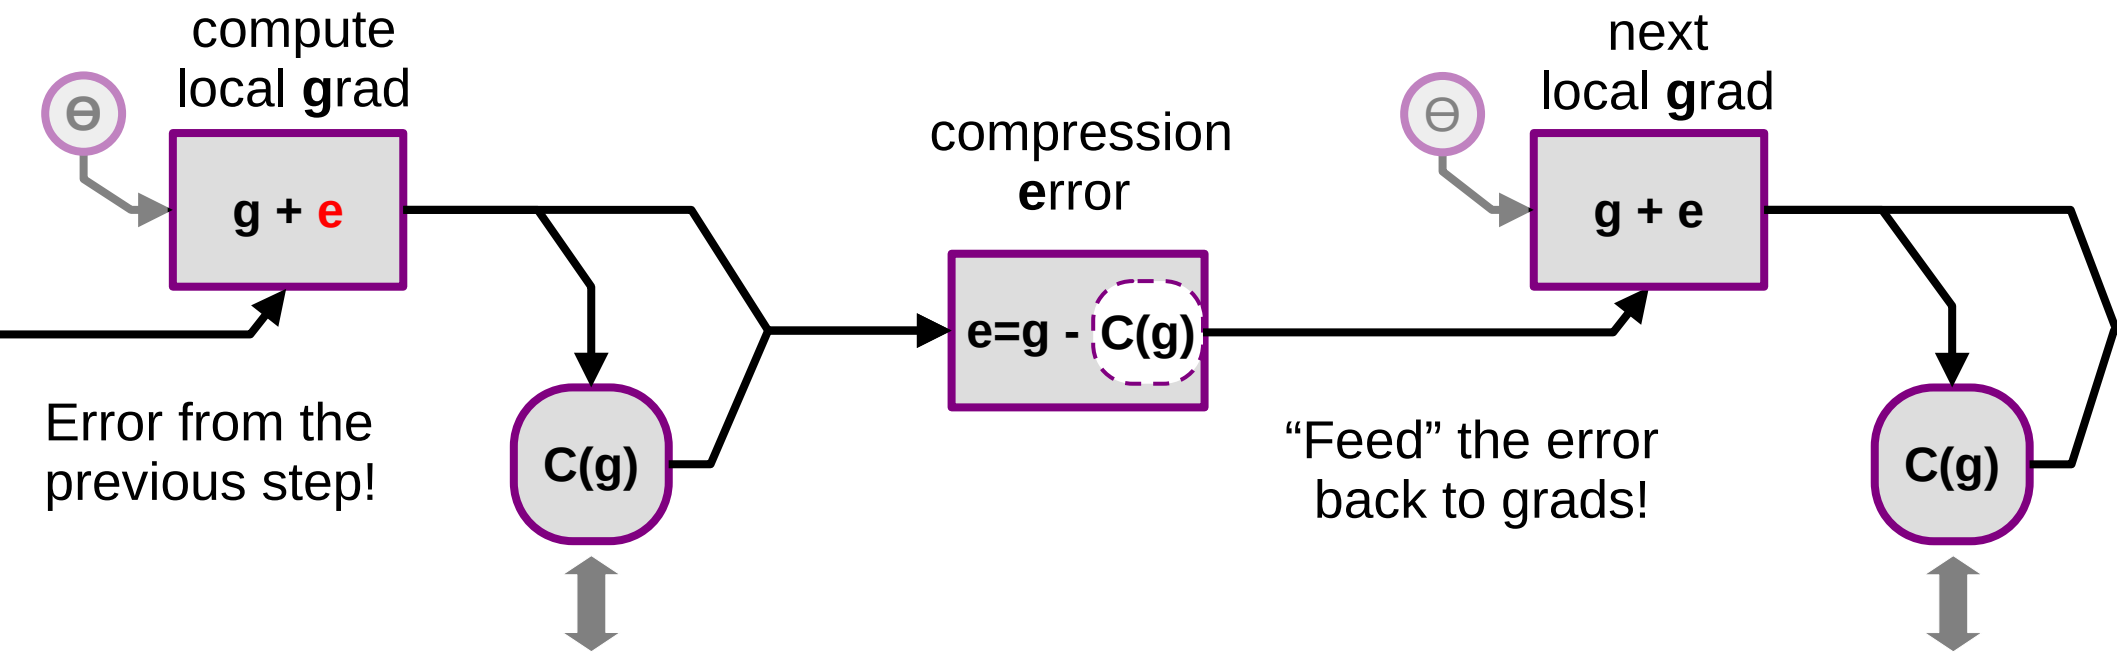 compute
local grad
Ө
g + e
Error from the
previous step!
C(g)
compression
error
e=g - C(g)
“Feed” the error
back to grads!
next
local grad
Ө
g + e
C(g)